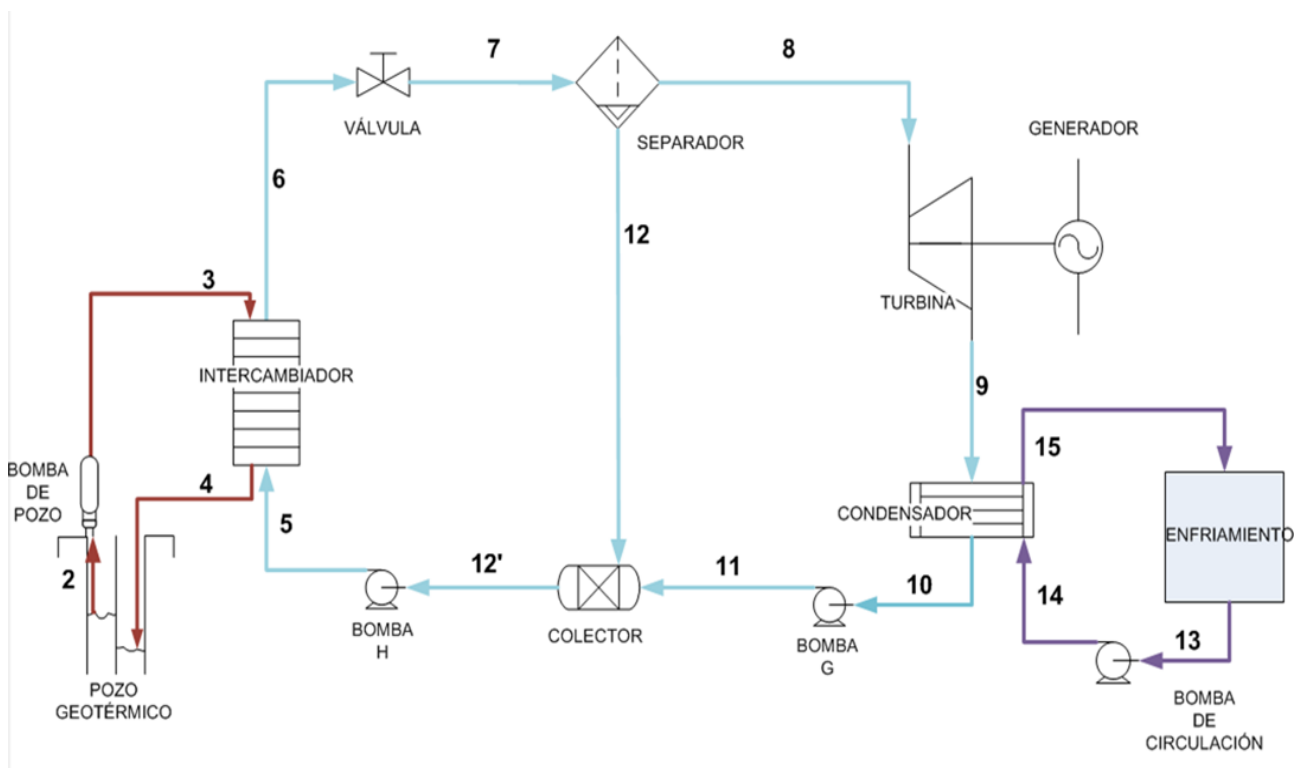 7
8
VÁLVULA
SEPARADOR
GENERADOR
6
12
3
TURBINA
INTERCAMBIADOR
9
15
BOMBA
DE
POZO
4
5
CONDENSADOR
ENFRIAMIENTO
2
12'
11
10
14
BOMBA
H
COLECTOR
BOMBA
G
13
POZO
GEOTÉRMICO
BOMBA
DE
CIRCULACIÓN